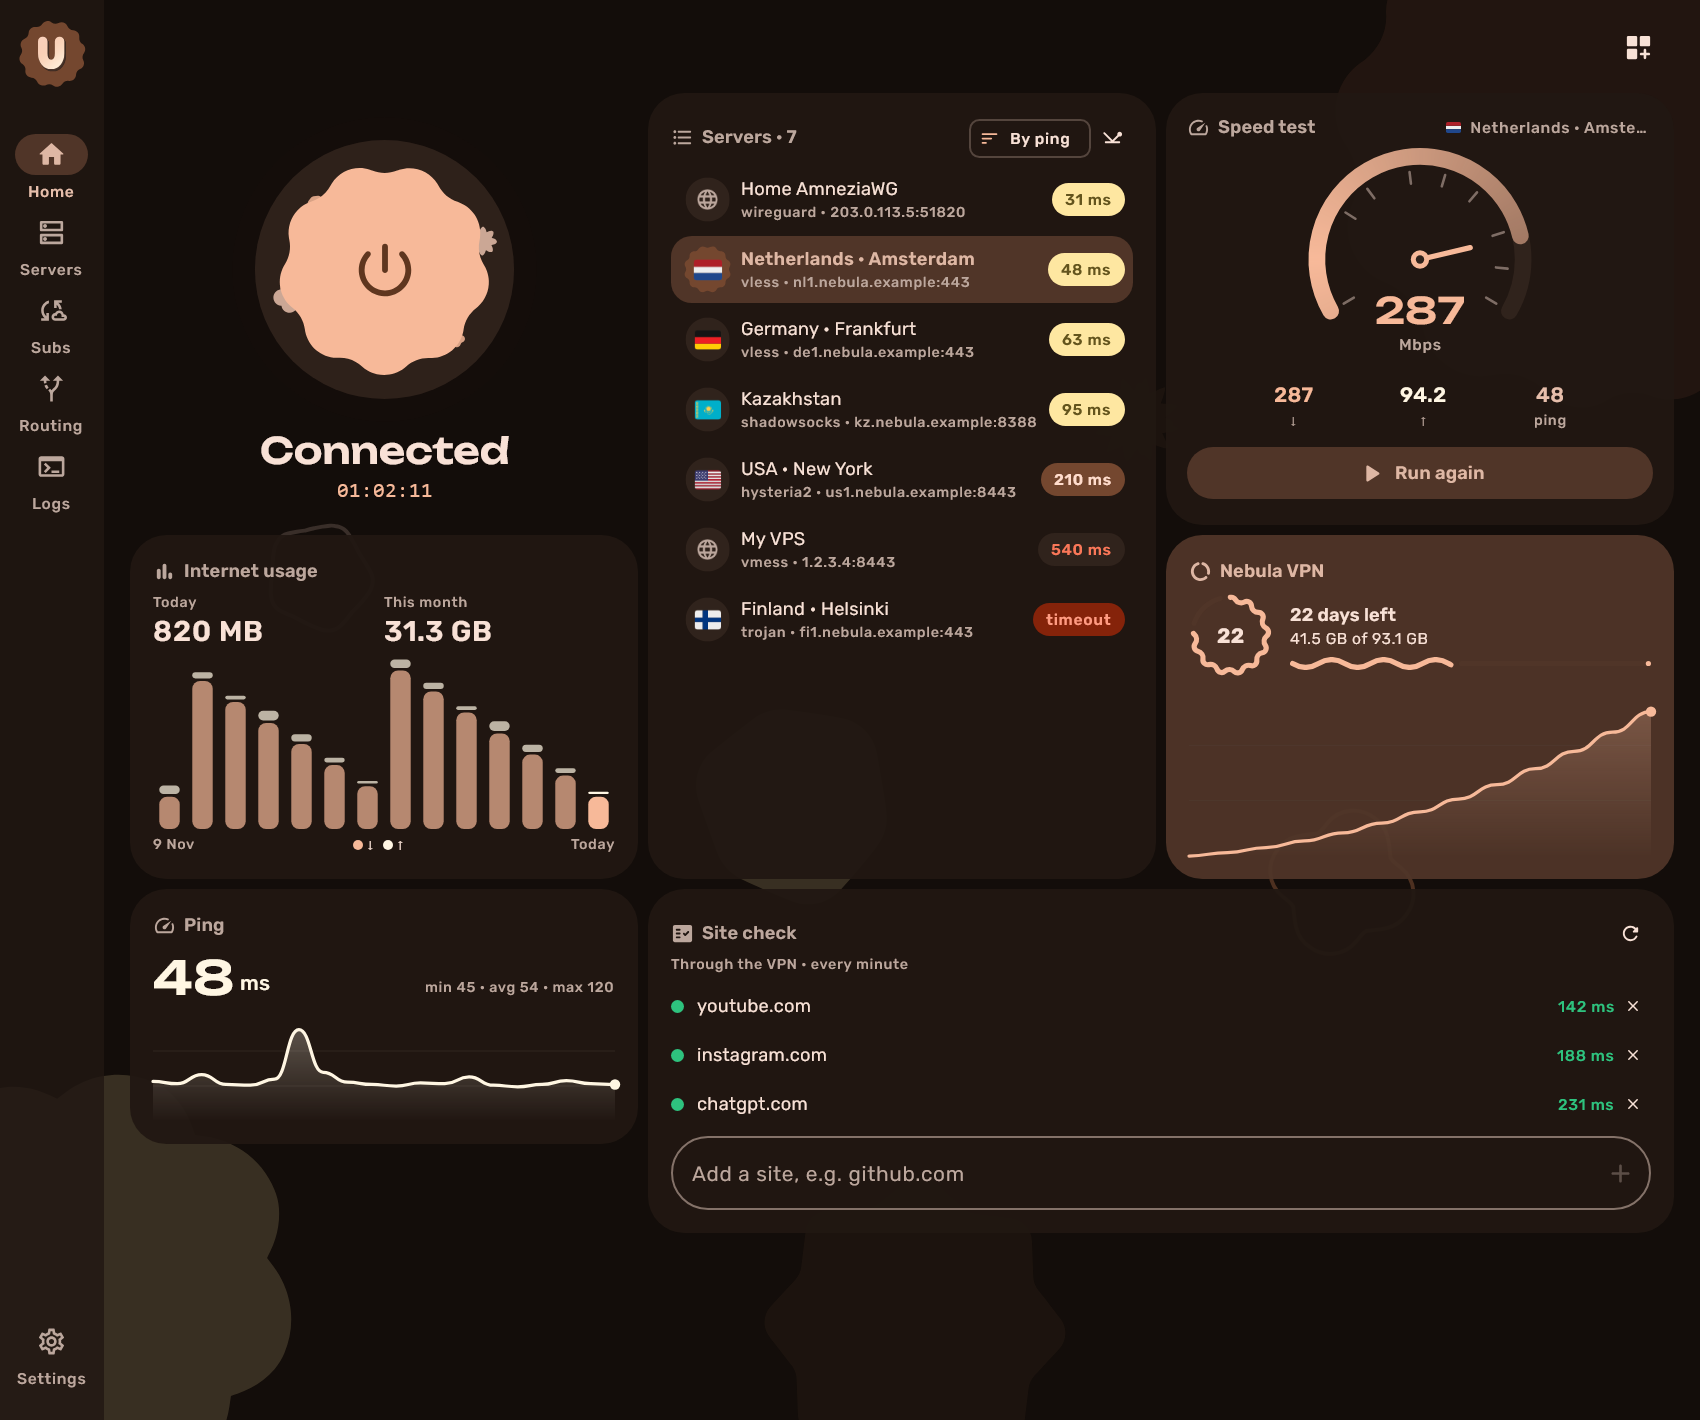 U
Home
Servers
Subs
Routing
Logs
Settings
Connected
01:02:11
Internet usage
Today
820 MB
This month
31.3 GB
9 Nov
↓ ↑
Today
Ping
48 ms
min 45 • avg 54 • max 120
Servers • 7
By ping
Home AmneziaWG
wireguard • 203.0.113.5:51820
31 ms
Netherlands • Amsterdam
vless • nl1.nebula.example:443
48 ms
Germany • Frankfurt
vless • de1.nebula.example:443
63 ms
Kazakhstan
shadowsocks • kz.nebula.example:8388
95 ms
USA • New York
hysteria2 • us1.nebula.example:8443
210 ms
My VPS
vmess • 1.2.3.4:8443
540 ms
Finland • Helsinki
trojan • fi1.nebula.example:443
timeout
Speed test
Netherlands • Amste…
287
Mbps
287
↓
94.2
↑
48
ping
Run again
Nebula VPN
22
22 days left
41.5 GB of 93.1 GB
Site check
Through the VPN • every minute
youtube.com
142 ms
instagram.com
188 ms
chatgpt.com
231 ms
Add a site, e.g. github.com